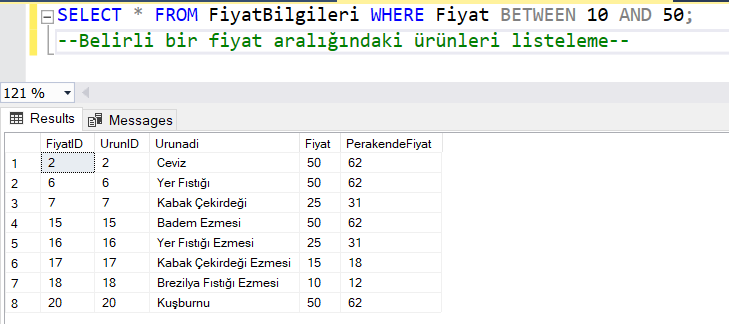 SELECT * FROM FiyatBilgileri WHERE Fiyat BETWEEN 10 AND 50;
--Belirli bir fiyat aralığındaki ürünleri listeleme--
121 %
Results Messages
FiyatID UrunID Urunadi Fiyat PerakendeFiyat
1 2 2 Ceviz 50 62
2 6 6 Yer Fıstığı 50 62
3 7 7 Kabak Çekirdeği 25 31
4 15 15 Badem Ezmesi 50 62
5 16 16 Yer Fıstığı Ezmesi 25 31
6 17 17 Kabak Çekirdeği Ezmesi 15 18
7 18 18 Brezilya Fıstığı Ezmesi 10 12
8 20 20 Kuşburnu 50 62